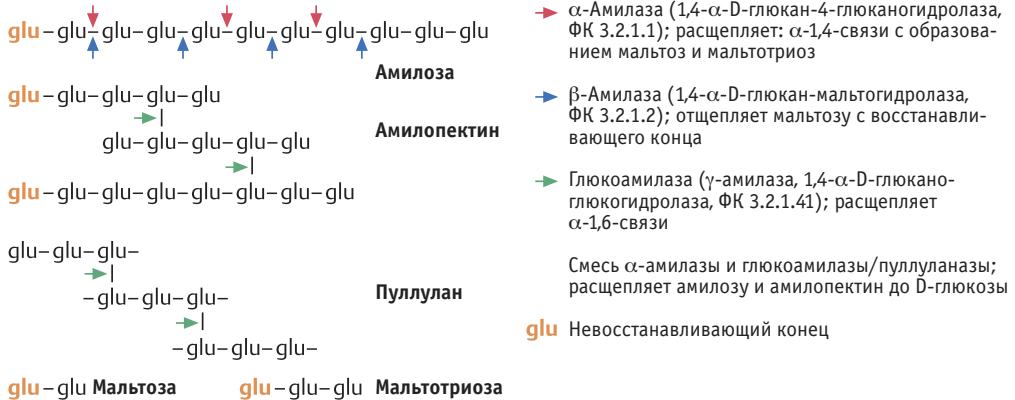 glu–glu–glu–glu–glu–glu–glu–glu–glu–glu–glu
Амилоза
glu–glu–glu–glu–glu
Амилопектин
glu–glu–glu–glu–glu
glu–glu–glu–glu–glu–glu–glu–glu
glu–glu–glu–
Пуллулан
–glu–glu–glu–
–glu–glu–glu–
glu–glu Мальтоза
glu–glu–glu Мальтотриоза
α-Амилаза (1,4-α-D-глюкан-4-глюканогидролаза,
ФК 3.2.1.1); расщепляет: α-1,4-связи с образова-
нием мальтоз и мальтотриоз
β-Амилаза (1,4-α-D-глюкан-мальтогидролаза,
ФК 3.2.1.2); отщепляет мальтозу с восстанавли-
вающего конца
Глюкоамилаза (γ-амилаза, 1,4-α-D-глюкано-
глюкогидролаза, ФК 3.2.1.41); расщепляет
α-1,6-связи
Смесь α-амилазы и глюкоамилазы/пуллуланазы;
расщепляет амилозу и амилопектин до D-глюкозы
glu Невосстанавливающий конец